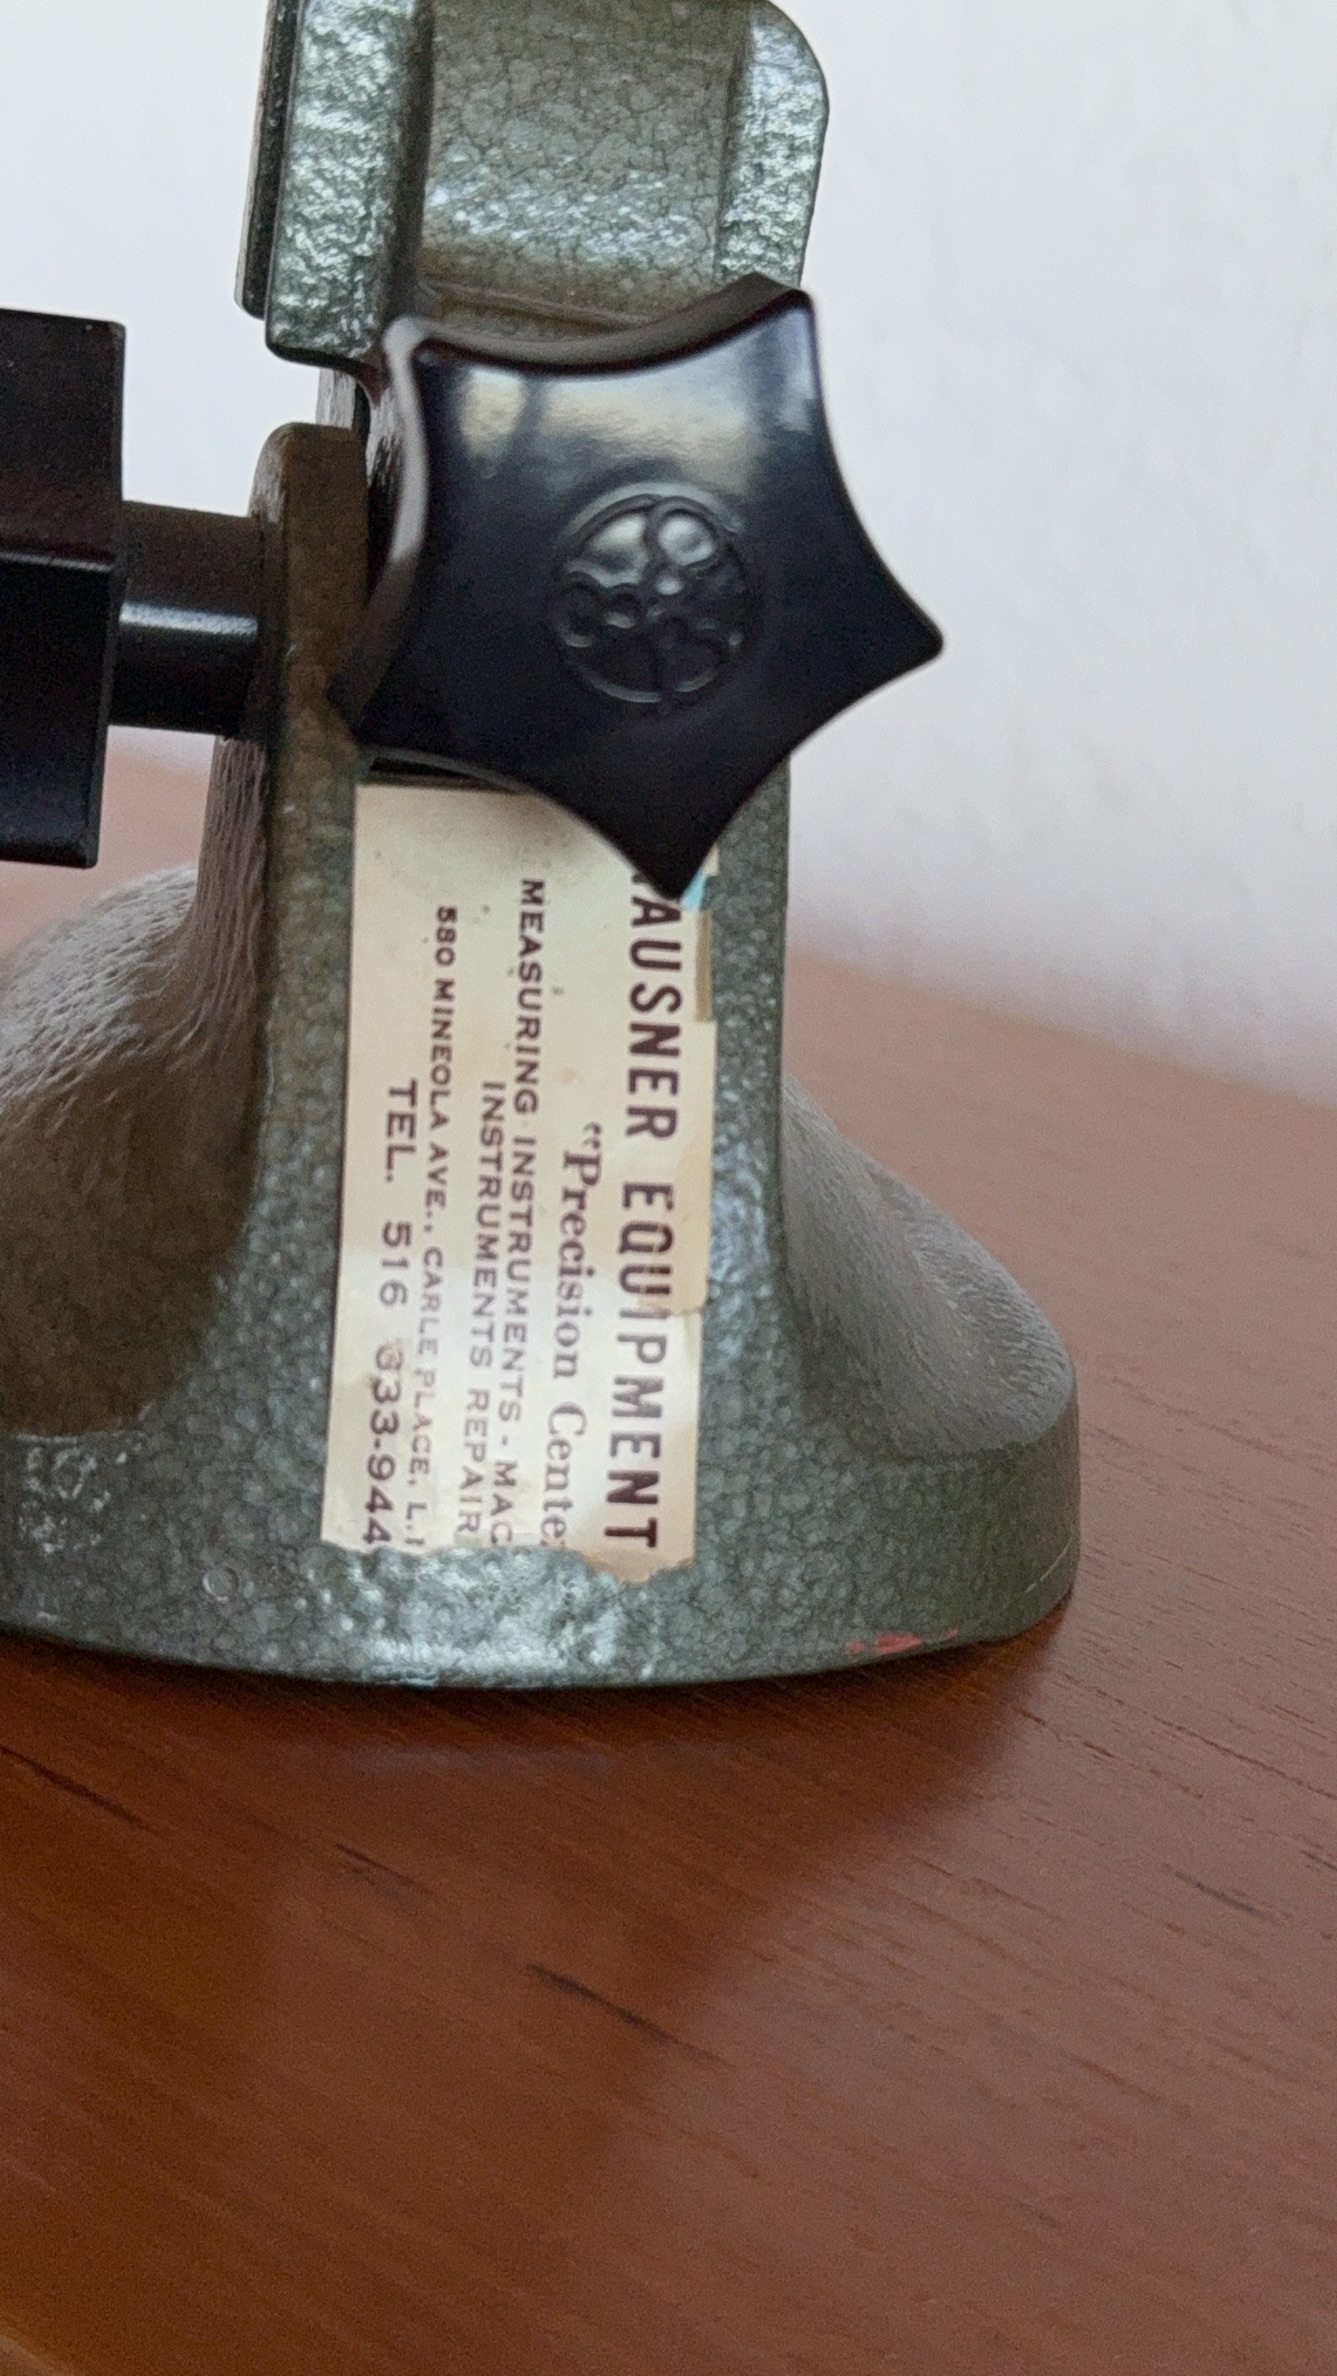 AUSNER EQUIPMENT
"Precision Cente
MEASURING INSTRUMENTS - MAC
INSTRUMENTS REPAIR
580 MINEOLA AVE., CARLE PLACE, L.I
TEL. 516 333-944